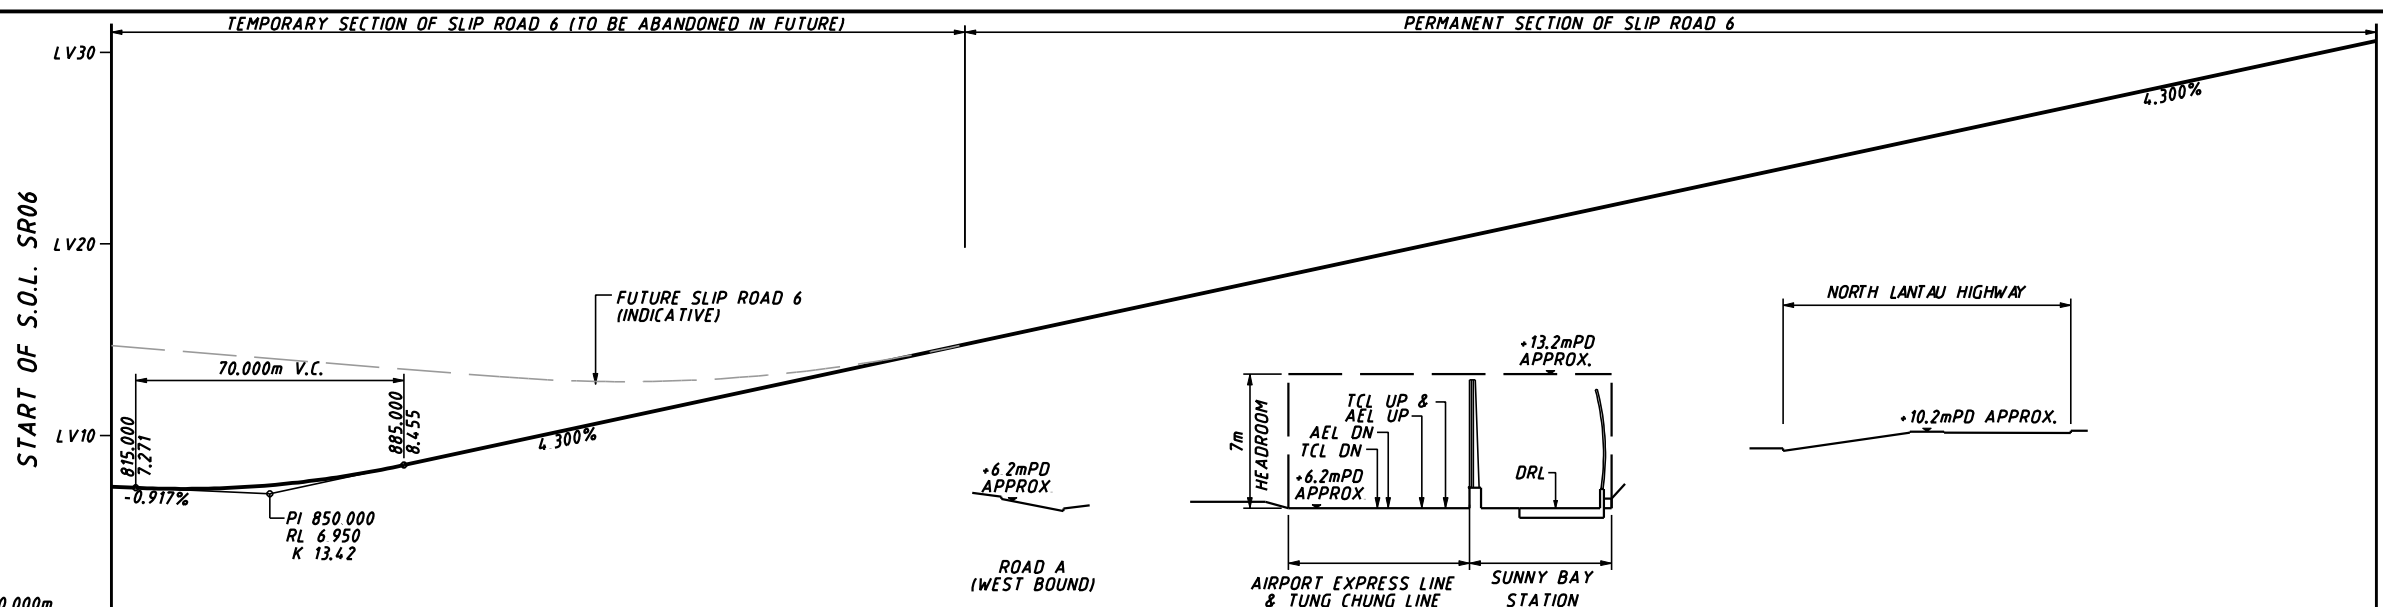 TEMPORARY SECTION OF SLIP ROAD 6 (TO BE ABANDONED IN FUTURE)
PERMANENT SECTION OF SLIP ROAD 6
LV30
4.300%
START OF S.O.L. SR06
LV20
FUTURE SLIP ROAD 6
(INDICATIVE)
NORTH LANTAU HIGHWAY
+13.2mPD
APPROX.
70.000m V.C.
815.000
7.271
885.000
8.455
LV10
4.300%
-0.917%
PI 850.000
RL 6.950
K 13.42
+6.2mPD
APPROX.
ROAD A
(WEST BOUND)
7m
HEADROOM
TCL UP &
AEL UP
AEL DN
TCL DN
+6.2mPD
APPROX.
DRL
+10.2mPD APPROX.
AIRPORT EXPRESS LINE
& TUNG CHUNG LINE
SUNNY BAY
STATION
0.000m